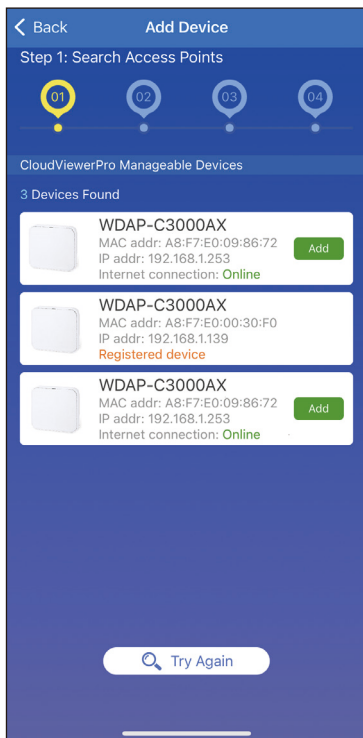 Back
Add Device
Step 1: Search Access Points
01
02
03
04
CloudViewerPro Manageable Devices
3 Devices Found
WDAP-C3000AX
MAC addr: A8:F7:E0:09:86:72
IP addr: 192.168.1.253
Internet connection: Online
Add
WDAP-C3000AX
MAC addr: A8:F7:E0:00:30:F0
IP addr: 192.168.1.139
Registered device
WDAP-C3000AX
MAC addr: A8:F7:E0:09:86:72
IP addr: 192.168.1.253
Internet connection: Online
Add
Try Again